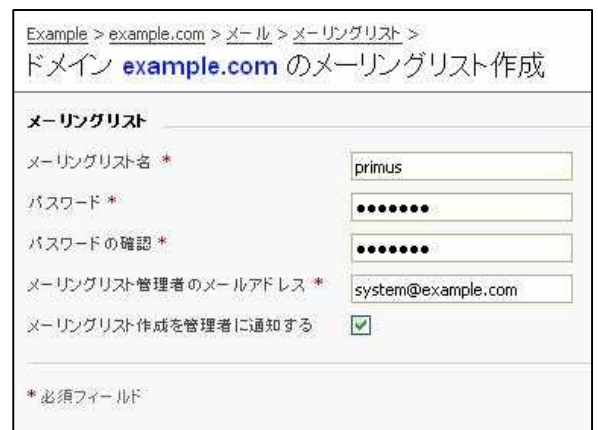 Example > example.com > メール > メーリングリスト >
ドメイン example.com のメーリングリスト作成
メーリングリスト
メーリングリスト名 * primus
パスワード * ●●●●●●●
パスワードの確認 * ●●●●●●●
メーリングリスト管理者のメールアドレス * system@example.com
メーリングリスト作成を管理者に通知する
* 必須フィールド